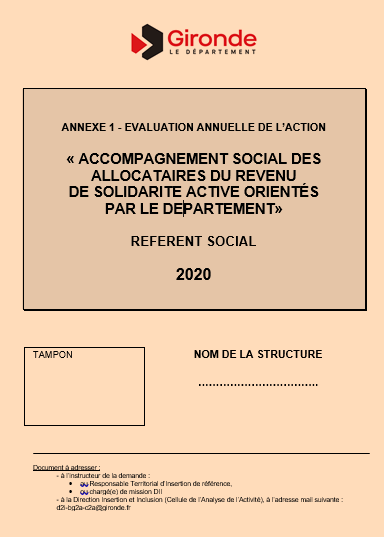 Gironde
LE DÉPARTEMENT
ANNEXE 1 - EVALUATION ANNUELLE DE L'ACTION
« ACCOMPAGNEMENT SOCIAL DES
ALLOCATAIRES DU REVENU
DE SOLIDARITE ACTIVE ORIENTÉS
PAR LE DEPARTEMENT»
REFERENT SOCIAL
2020
TAMPON
NOM DE LA STRUCTURE
……………………………
Document à adresser :
- à l'instructeur de la demande :
• Responsable Territorial d'Insertion de référence,
• chargé(e) de mission DII
- à la Direction Insertion et Inclusion (Cellule de l'Analyse de l'Activité), à l'adresse mail suivante :
d2i-bg2a-c2a@gironde.fr